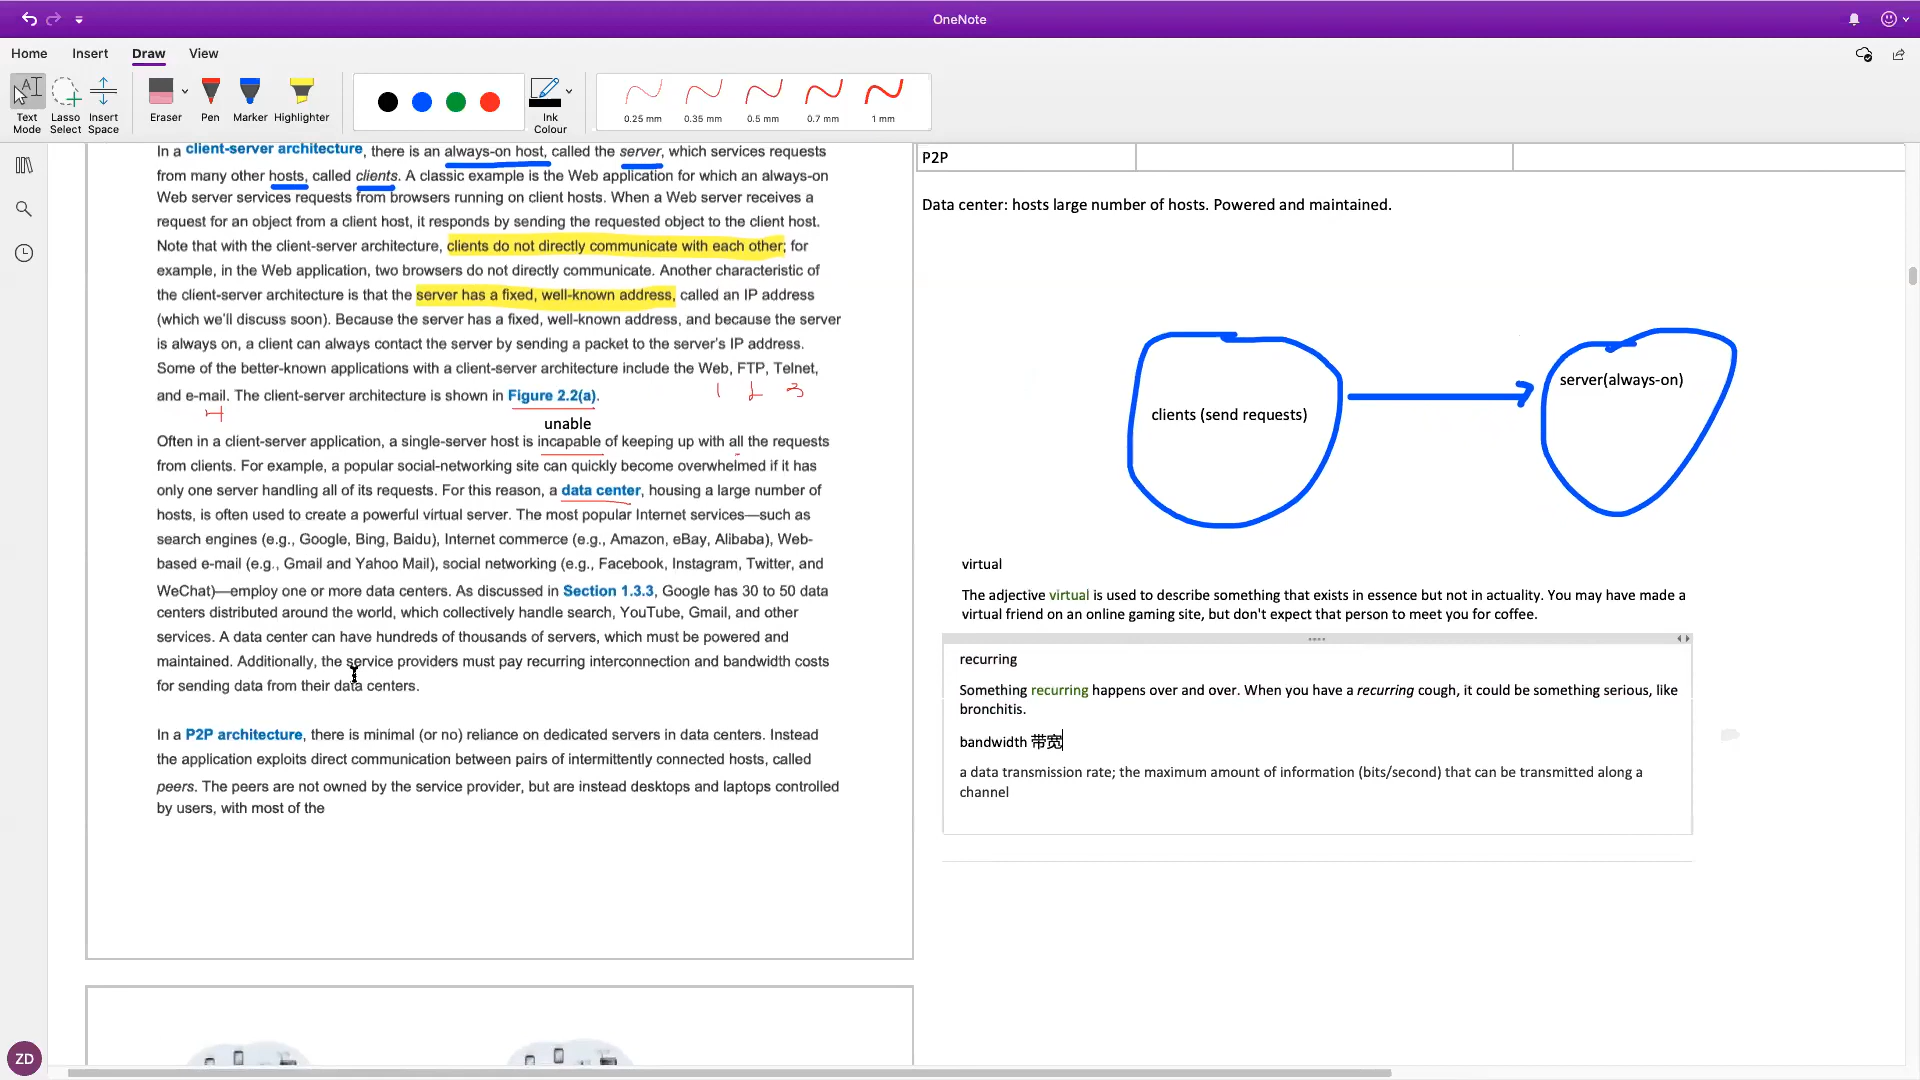 OneNote
Home Insert Draw View
Text Mode
Lasso Select
Insert Space
Eraser
Pen
Marker
Highlighter
Ink Colour
0.25 mm
0.35 mm
0.5 mm
0.7 mm
1 mm
In a client-server architecture, there is an always-on host, called the server, which services requests
from many other hosts, called clients. A classic example is the Web application for which an always-on
Web server services requests from browsers running on client hosts. When a Web server receives a
request for an object from a client host, it responds by sending the requested object to the client host.
Note that with the client-server architecture, clients do not directly communicate with each other; for
example, in the Web application, two browsers do not directly communicate. Another characteristic of
the client-server architecture is that the server has a fixed, well-known address, called an IP address
(which we'll discuss soon). Because the server has a fixed, well-known address, and because the server
is always on, a client can always contact the server by sending a packet to the server's IP address.
Some of the better-known applications with a client-server architecture include the Web, FTP, Telnet,
1 2 3
and e-mail. The client-server architecture is shown in Figure 2.2(a).
4
unable
Often in a client-server application, a single-server host is incapable of keeping up with all the requests
from clients. For example, a popular social-networking site can quickly become overwhelmed if it has
only one server handling all of its requests. For this reason, a data center, housing a large number of
hosts, is often used to create a powerful virtual server. The most popular Internet services—such as
search engines (e.g., Google, Bing, Baidu), Internet commerce (e.g., Amazon, eBay, Alibaba), Web-
based e-mail (e.g., Gmail and Yahoo Mail), social networking (e.g., Facebook, Instagram, Twitter, and
WeChat)—employ one or more data centers. As discussed in Section 1.3.3, Google has 30 to 50 data
centers distributed around the world, which collectively handle search, YouTube, Gmail, and other
services. A data center can have hundreds of thousands of servers, which must be powered and
maintained. Additionally, the service providers must pay recurring interconnection and bandwidth costs
for sending data from their data centers.
In a P2P architecture, there is minimal (or no) reliance on dedicated servers in data centers. Instead
the application exploits direct communication between pairs of intermittently connected hosts, called
peers. The peers are not owned by the service provider, but are instead desktops and laptops controlled
by users, with most of the
P2P
Data center: hosts large number of hosts. Powered and maintained.
clients (send requests)
server(always-on)
virtual
The adjective virtual is used to describe something that exists in essence but not in actuality. You may have made a
virtual friend on an online gaming site, but don't expect that person to meet you for coffee.
recurring
Something recurring happens over and over. When you have a recurring cough, it could be something serious, like
bronchitis.
bandwidth 带宽
a data transmission rate; the maximum amount of information (bits/second) that can be transmitted along a
channel
ZD